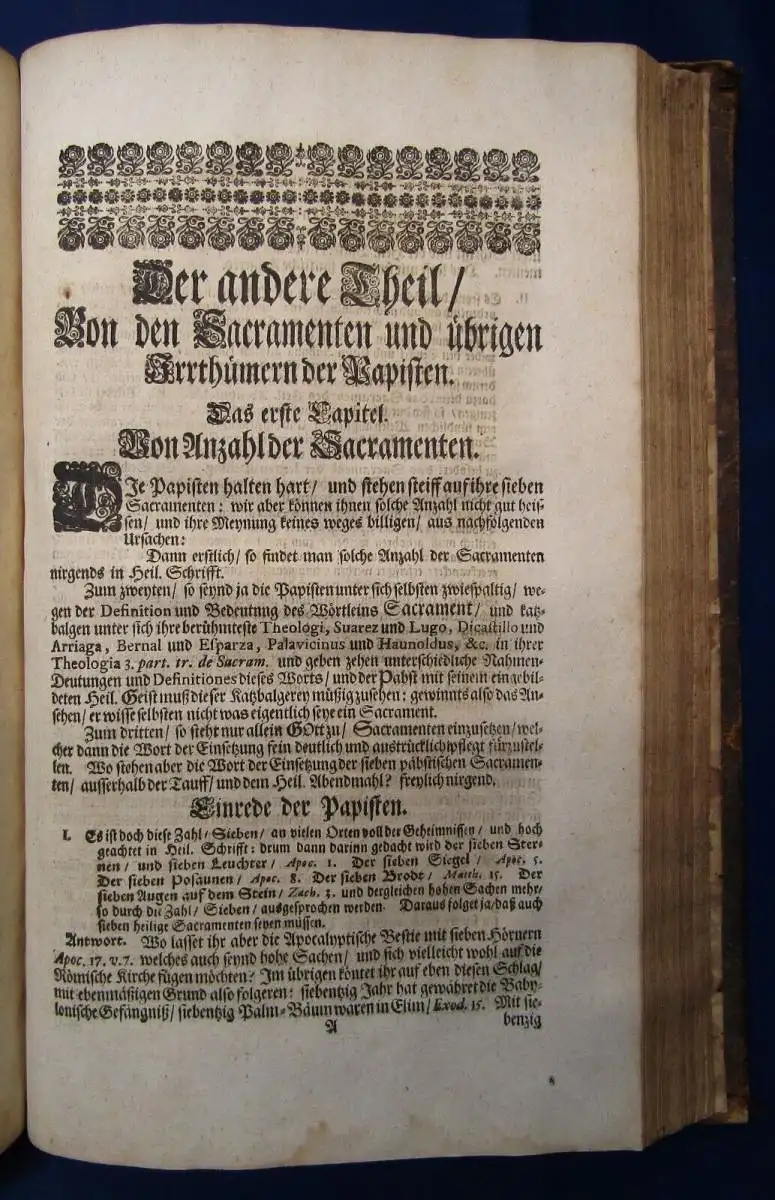 Der andere Theil/
Von den Sacramenten und übrigen
Irrthümern der Papisten.
Das erste Capitel.
Von Anzahl der Sacramenten.
DIe Papisten halten hart/ und stehen steiff auf ihre sieben
Sacramenten: wir aber können ihnen solche Anzahl nicht gut heis-
sen/ und ihre Meynung keines weges billigen/ aus nachfolgenden
Ursachen:
Dann erstlich/ so findet man solche Anzahl der Sacramenten
nirgends in Heil. Schrifft.
Zum zweyten/ so seynd ja die Papisten unter sich selbsten zwiespaltig/ we-
gen der Definition und Bedeutnug des Wörtleins Sacrament/ und katz-
balgen unter sich ihre berühmteste Theologi, Suarez und Lugo, Dicastillo und
Arriaga, Bernal und Esparza, Palavicinus und Haunoldus, &c. in ihrer
Theologia 3. part. tr. de Sacram. und geben zehen unterschiedliche Nahmen-
Deutungen und Definitiones dieses Worts/ und der Pabst mit seinem eingebil-
deten Heil. Geist muß dieser Katzbalgerey müßig zusehen: gewinnts also das An-
sehen/ er wisse selbsten nicht was eigentlich seye ein Sacrament.
Zum dritten/ so steht nur allein GOtt zu/ Sacramenten einzusetzen/ wel-
cher dann die Wort der Einsetzung fein deutlich und austrücklich pflegt fürzustel-
len. Wo stehen aber die Wort der Einsetzung der sieben päbstischen Sacramen-
ten/ ausserhalb der Tauff/ und dem Heil. Abendmahl? freylich nirgend.
Einrede der Papisten.
I. Es ist doch diese Zahl/ Sieben/ an vielen Orten voll der Geheimnissen/ und hoch
geachtet in Heil. Schrifft: drum dann darinn gedacht wird der sieben Ster-
nen/ und sieben Leuchter/ Apoc. 1. Der sieben Siegel/ Apoc. 5.
Der sieben Posaunen/ Apoc. 8. Der sieben Brodt/ Matth. 15. Der
sieben Augen auf dem Stein/ Zach. 3. und dergleichen hohen Sachen mehr/
so durch die Zahl/ Sieben/ ausgesprochen werden. Daraus folget ja/ daß auch
sieben heilige Sacramenten seyen müssen.
Antwort. Wo lasset ihr aber die Apocalyptische Bestie mit sieben Hörnern
Apoc. 17. v. 7. welches auch seynd hohe Sachen/ und sich vielleicht wohl auf die
Römische Kirche fügen möchten? Im übrigen köntet ihr auf eben diesen Schlag/
mit ebenmäßigen Grund also folgeren: siebentzig Jahr hat gewähret die Baby-
lonische Gefängniß/ siebentzig Palm-Bäum waren in Elim/ Exod. 15. Mit sie-
A benzig